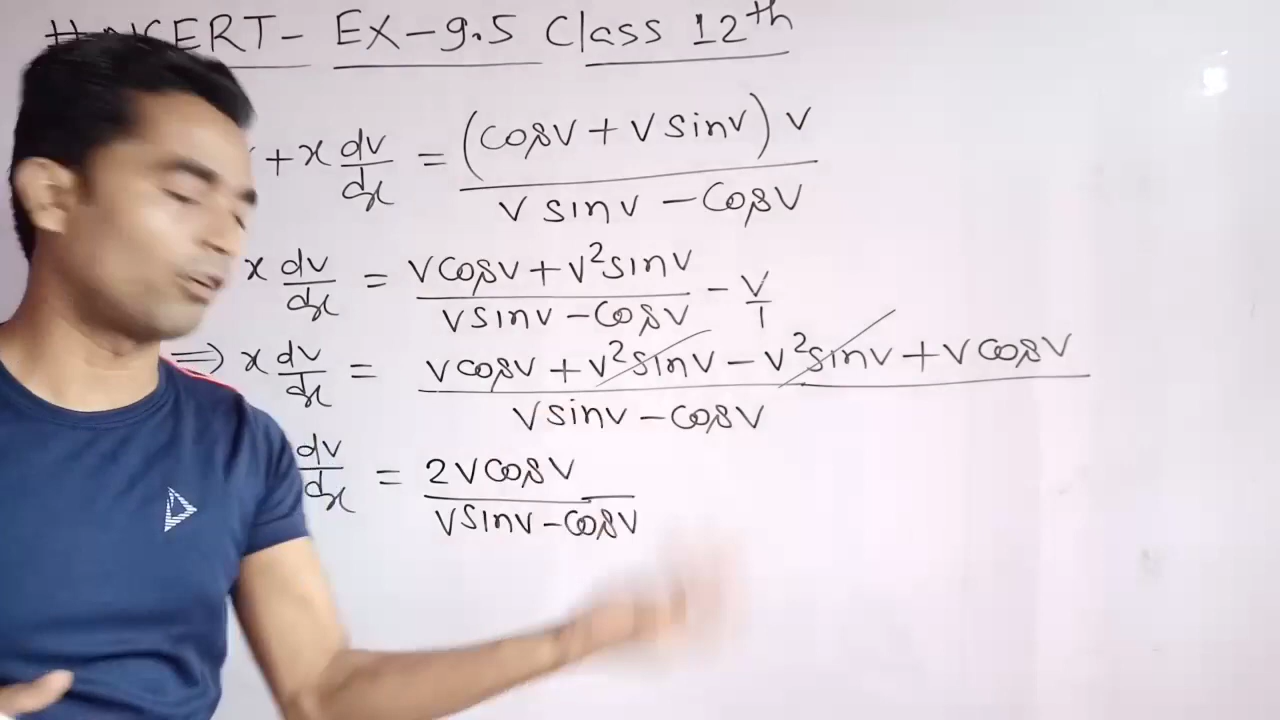 #NCERT- EX-9.5 Class 12th
+ x dv/dx = (cosv + v sinv) v / v sinv - cosv
x dv/dx = vcosv + v²sinv / vsinv - cosv - v/1
⇒ x dv/dx = vcosv + v²sinv - v²sinv + vcosv / vsinv - cosv
dv/dx = 2vcosv / vsinv - cosv